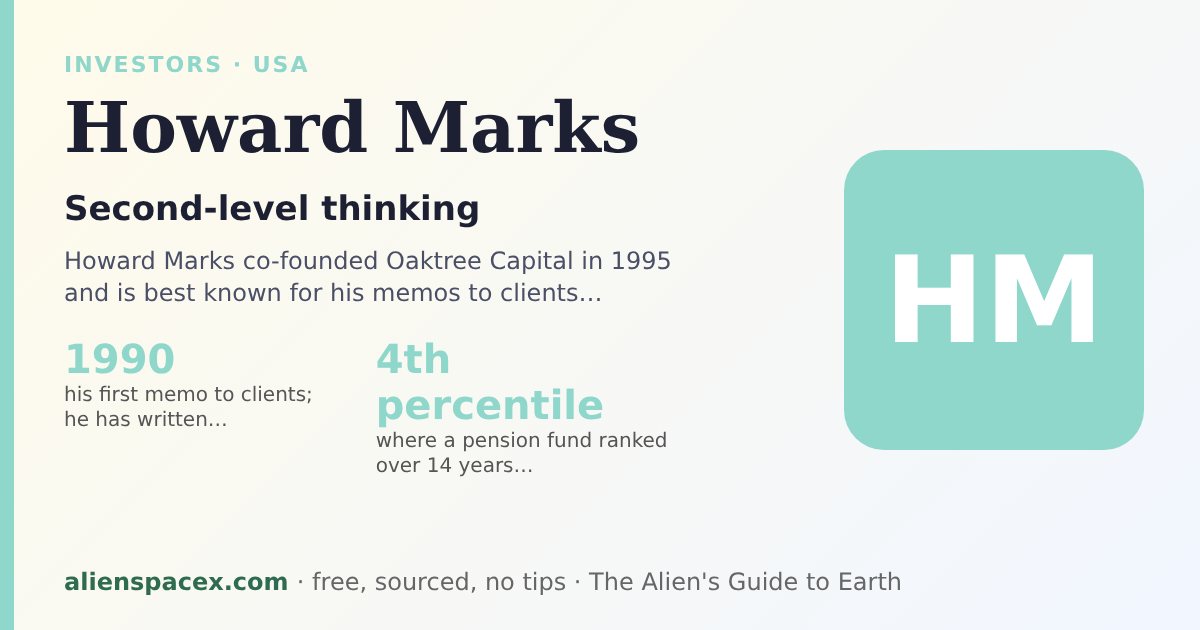 INVESTORS · USA
Howard Marks
Second-level thinking
Howard Marks co-founded Oaktree Capital in 1995
and is best known for his memos to clients…
1990
his first memo to clients;
he has written…
4th
percentile
where a pension fund ranked
over 14 years…
HM
alienspacex.com · free, sourced, no tips · The Alien's Guide to Earth